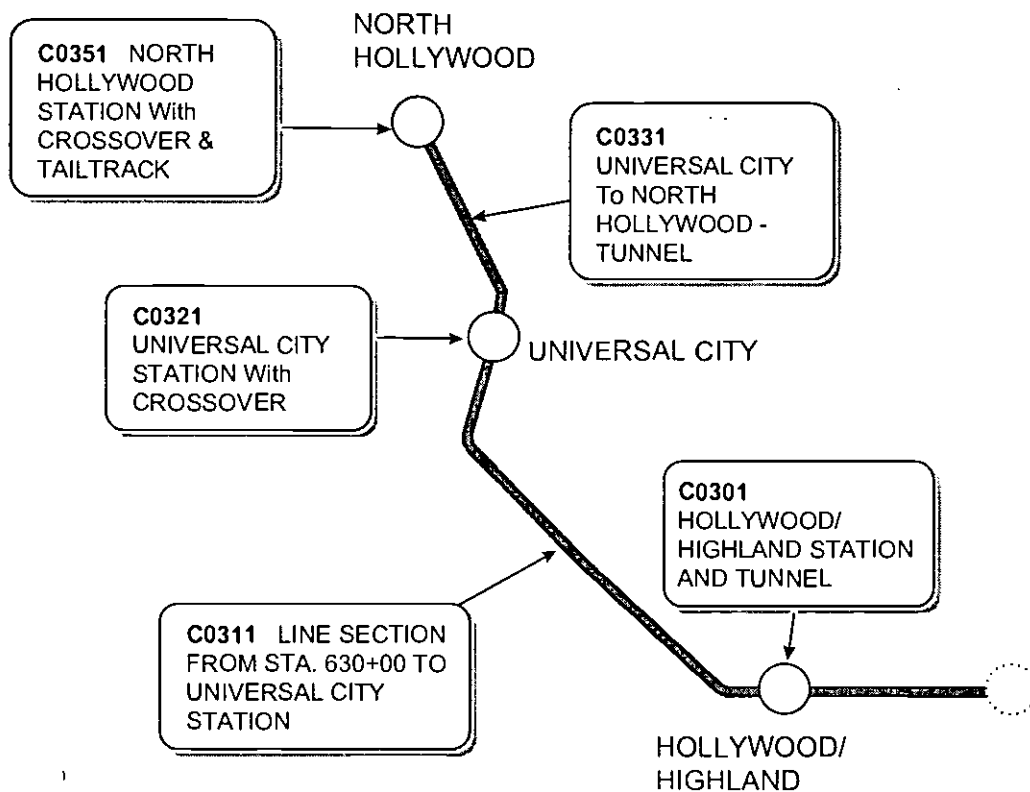 NORTH
HOLLYWOOD
C0351 NORTH
HOLLYWOOD
STATION With
CROSSOVER &
TAILTRACK
C0331
UNIVERSAL CITY
To NORTH
HOLLYWOOD -
TUNNEL
C0321
UNIVERSAL CITY
STATION With
CROSSOVER
UNIVERSAL CITY
C0301
HOLLYWOOD/
HIGHLAND STATION
AND TUNNEL
C0311 LINE SECTION
FROM STA. 630+00 TO
UNIVERSAL CITY
STATION
HOLLYWOOD/
HIGHLAND